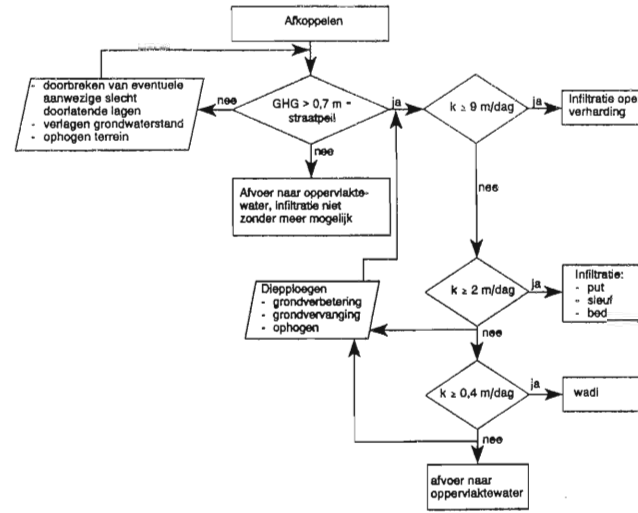 Afkoppelen
- doorbreken van eventuele
aanwezige slecht
doorlatende lagen
- verlagen grondwaterstand
- ophogen terrein
nee
GHG > 0,7 m -
straatpeil
ja
k ≥ 9 m/dag
ja
Infiltratie ope
verharding
nee
Afvoer naar oppervlakte-
water, infiltratie niet
zonder meer mogelijk
nee
Diepploegen
- grondverbetering
- grondvervanging
- ophogen
k ≥ 2 m/dag
ja
Infiltratie:
- put
- sleuf
- bed
nee
k ≥ 0,4 m/dag
ja
wadi
nee
afvoer naar
oppervlaktewater